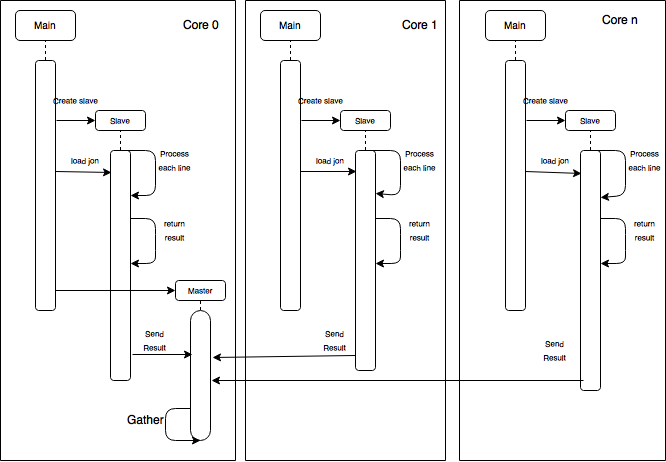 Main
Core 0
Create slave
Slave
load jon
Process
each line
return
result
Master
Send
Result
Gather
Main
Core 1
Create slave
Slave
load jon
Process
each line
return
result
Send
Result
Main
Core n
Create slave
Slave
load jon
Process
each line
return
result
Send
Result